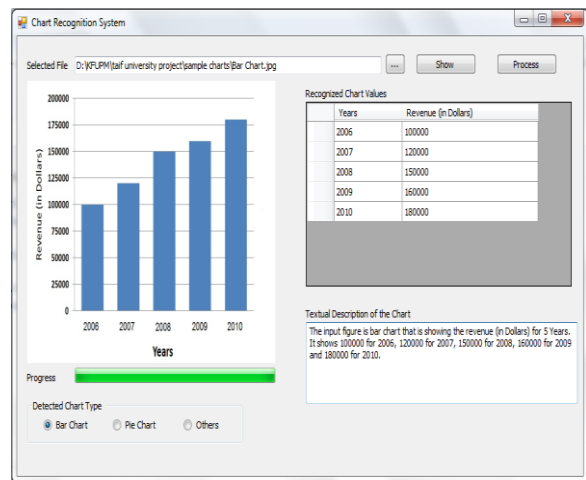 Chart Recognition System
Selected File D:\KFUPM\taif university project\sample charts\Bar Chart.jpg ... Show Process
200000
175000
150000
125000
100000
75000
50000
25000
0
Revenue (in Dollars)
2006 2007 2008 2009 2010
Years
Recognized Chart Values
Years Revenue (in Dollars)
2006 100000
2007 120000
2008 150000
2009 160000
2010 180000
Textual Description of the Chart
The input figure is bar chart that is showing the revenue (in Dollars) for 5 Years.
It shows 100000 for 2006, 120000 for 2007, 150000 for 2008, 160000 for 2009
and 180000 for 2010.
Progress
Detected Chart Type
Bar Chart Pie Chart Others